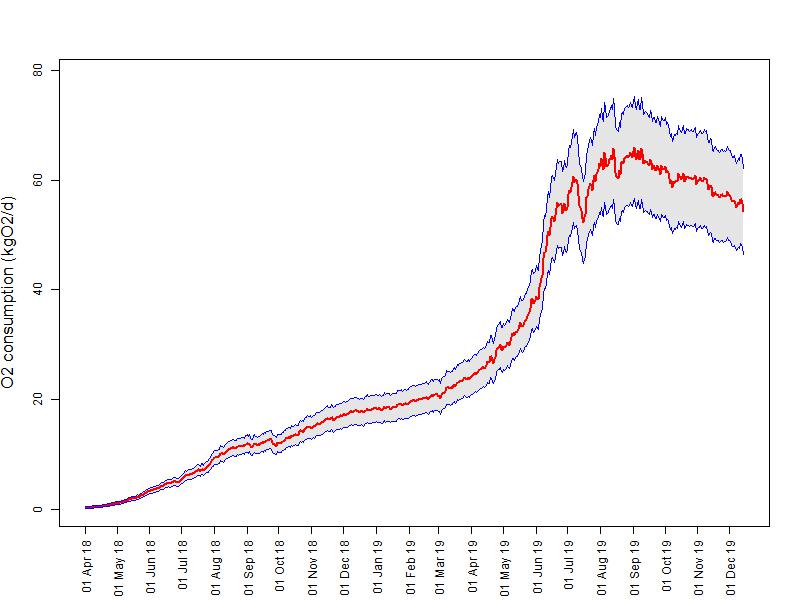 O2 consumption (kgO2/d)
80
60
40
20
0
01 Apr 18
01 May 18
01 Jun 18
01 Jul 18
01 Aug 18
01 Sep 18
01 Oct 18
01 Nov 18
01 Dec 18
01 Jan 19
01 Feb 19
01 Mar 19
01 Apr 19
01 May 19
01 Jun 19
01 Jul 19
01 Aug 19
01 Sep 19
01 Oct 19
01 Nov 19
01 Dec 19